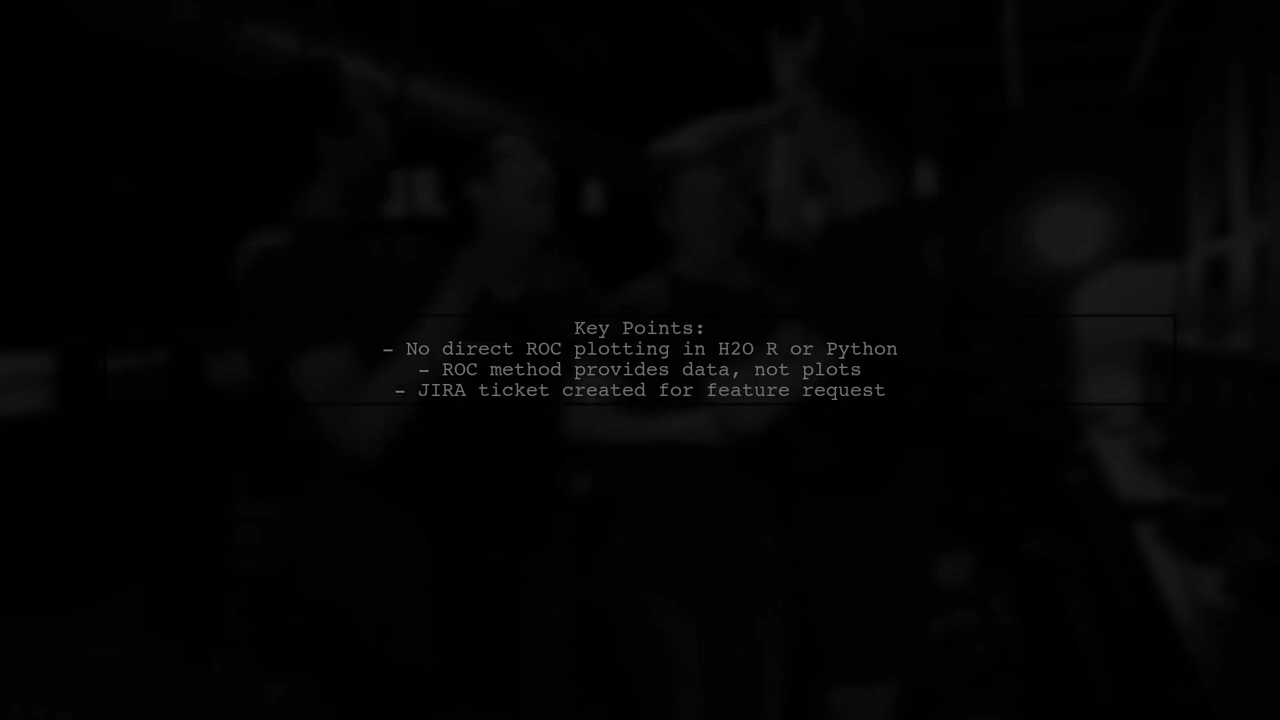 Key Points:
- No direct ROC plotting in H2O R or Python
- ROC method provides data, not plots
- JIRA ticket created for feature request